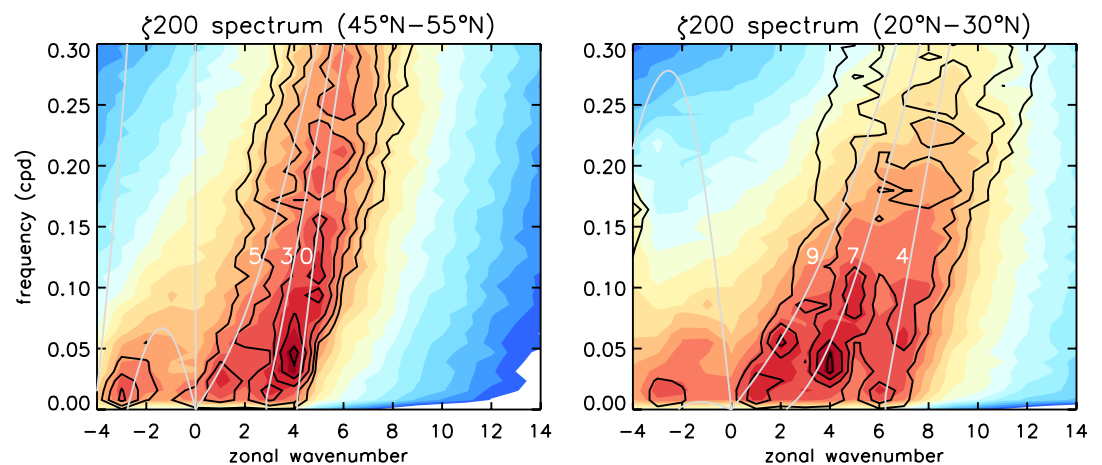 ζ200 spectrum (45°N−55°N)
0.30
0.25
0.20
0.15
0.10
0.05
0.00
frequency (cpd)
5 3 0
−4 −2 0 2 4 6 8 10 12 14
zonal wavenumber
ζ200 spectrum (20°N−30°N)
0.30
0.25
0.20
0.15
0.10
0.05
0.00
9 7 4
−4 −2 0 2 4 6 8 10 12 14
zonal wavenumber